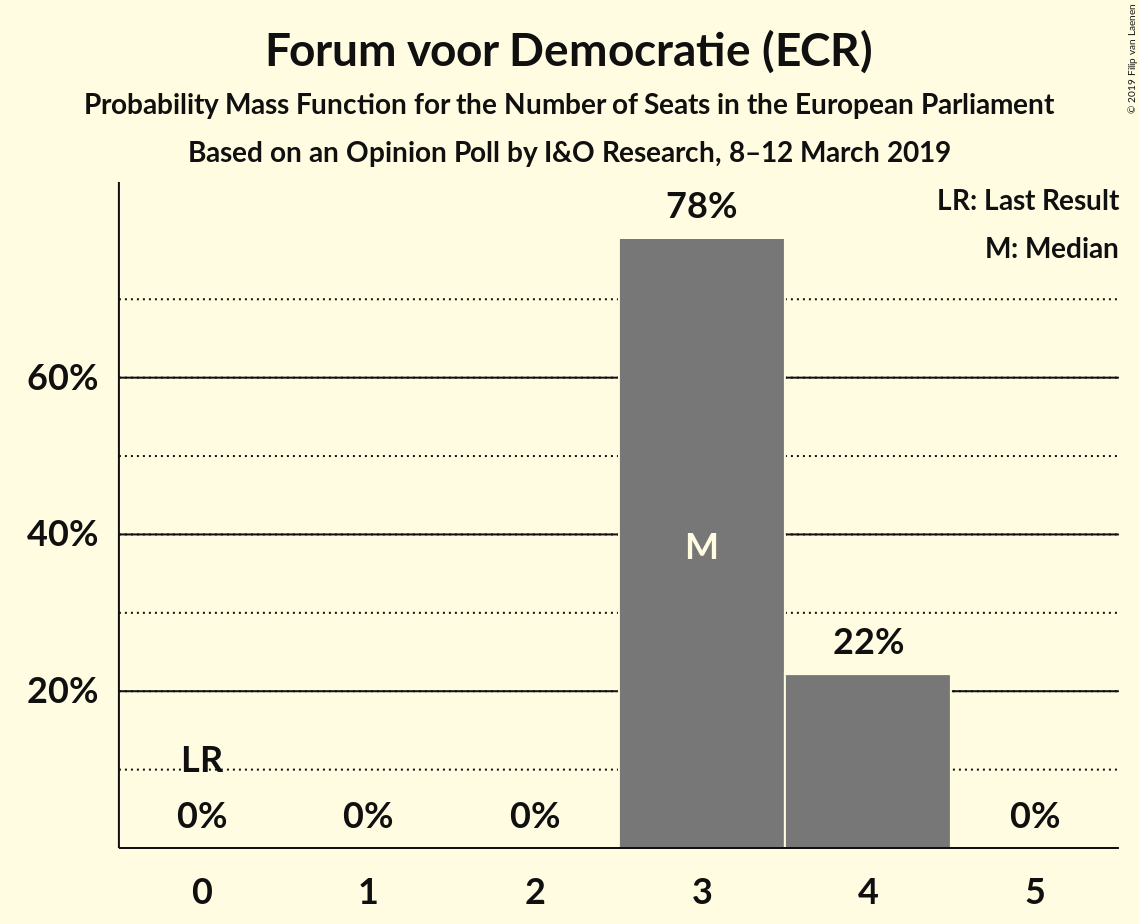 Forum voor Democratie (ECR)
Probability Mass Function for the Number of Seats in the European Parliament
Based on an Opinion Poll by I&O Research, 8–12 March 2019
© 2019 Filip van Laenen
LR: Last Result
M: Median
78%
60%
40%
M
22%
20%
LR
0%
0%
0%
0%
0
1
2
3
4
5